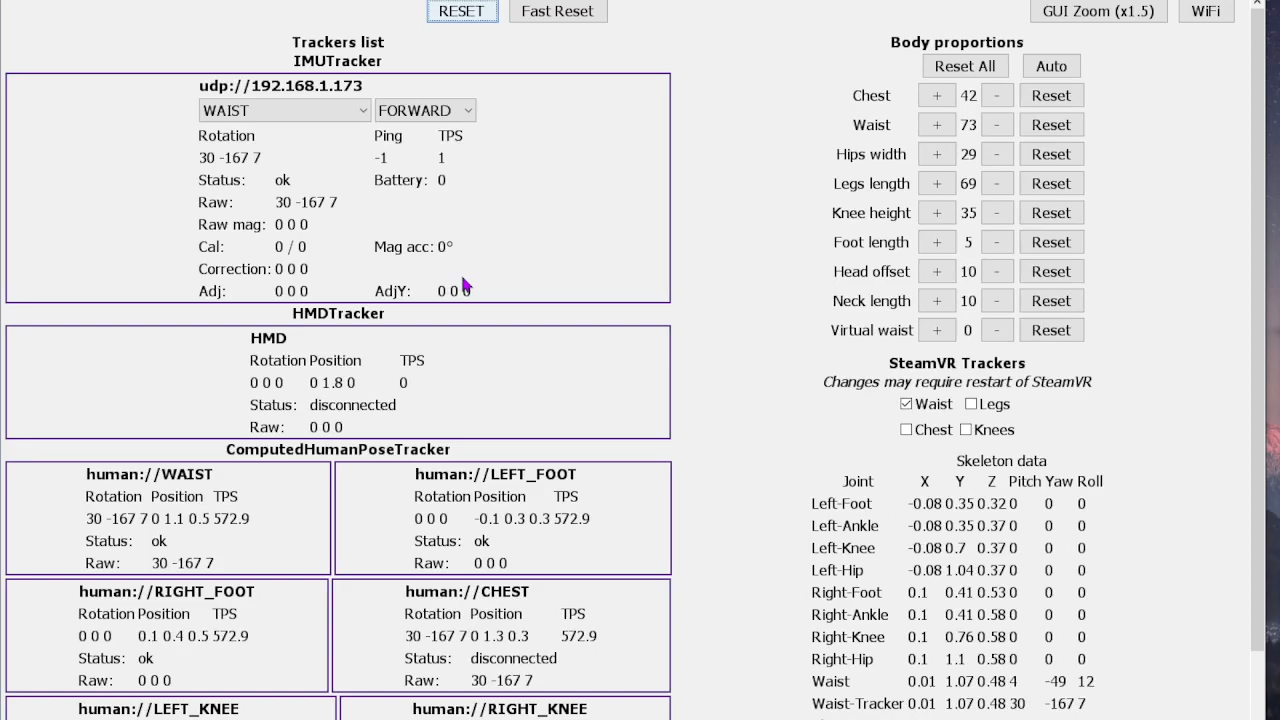 RESET Fast Reset GUI Zoom (x1.5) WiFi
Trackers list
IMUTracker
udp://192.168.1.173
WAIST FORWARD
Rotation Ping TPS
30 -167 7 -1 1
Status: ok Battery: 0
Raw: 30 -167 7
Raw mag: 0 0 0
Cal: 0 / 0 Mag acc: 0°
Correction: 0 0 0
Adj: 0 0 0 AdjY: 0 0 0
HMDTracker
HMD
Rotation Position TPS
0 0 0 0 1.8 0 0
Status: disconnected
Raw: 0 0 0
ComputedHumanPoseTracker
human://WAIST
Rotation Position TPS
30 -167 7 0 1.1 0.5 572.9
Status: ok
Raw: 30 -167 7
human://LEFT_FOOT
Rotation Position TPS
0 0 0 -0.1 0.3 0.3 572.9
Status: ok
Raw: 0 0 0
human://RIGHT_FOOT
Rotation Position TPS
0 0 0 0.1 0.4 0.5 572.9
Status: ok
Raw: 0 0 0
human://CHEST
Rotation Position TPS
30 -167 7 0 1.3 0.3 572.9
Status: disconnected
Raw: 30 -167 7
human://LEFT_KNEE
human://RIGHT_KNEE
Body proportions
Reset All Auto
Chest + 42 - Reset
Waist + 73 - Reset
Hips width + 29 - Reset
Legs length + 69 - Reset
Knee height + 35 - Reset
Foot length + 5 - Reset
Head offset + 10 - Reset
Neck length + 10 - Reset
Virtual waist + 0 - Reset
SteamVR Trackers
Changes may require restart of SteamVR
Waist Legs
Chest Knees
Skeleton data
Joint X Y Z Pitch Yaw Roll
Left-Foot -0.08 0.35 0.32 0 0 0
Left-Ankle -0.08 0.35 0.37 0 0 0
Left-Knee -0.08 0.7 0.37 0 0 0
Left-Hip -0.08 1.04 0.37 0 0 0
Right-Foot 0.1 0.41 0.53 0 0 0
Right-Ankle 0.1 0.41 0.58 0 0 0
Right-Knee 0.1 0.76 0.58 0 0 0
Right-Hip 0.1 1.1 0.58 0 0 0
Waist 0.01 1.07 0.48 4 -49 12
Waist-Tracker 0.01 1.07 0.48 30 -167 7